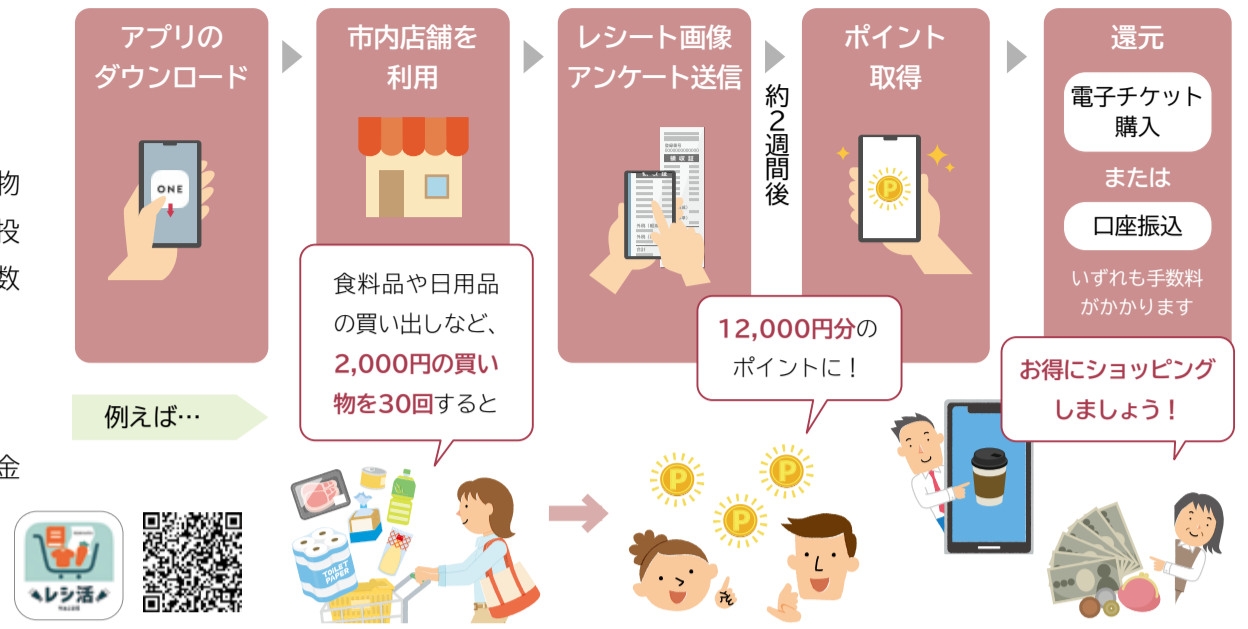 アプリの
ダウンロード
ONE
市内店舗を
利用
食料品や日用品
の買い出しなど、
2,000円の買い
物を30回すると
レシート画像
アンケート送信
領収証
約2週間後
ポイント
取得
P
12,000円分の
ポイントに！
還元
電子チケット
購入
または
口座振込
いずれも手数料
がかかります
お得にショッピング
しましょう！
物
投
数
金
例えば…
レシ活
TOILET
PAPER
P
P
P